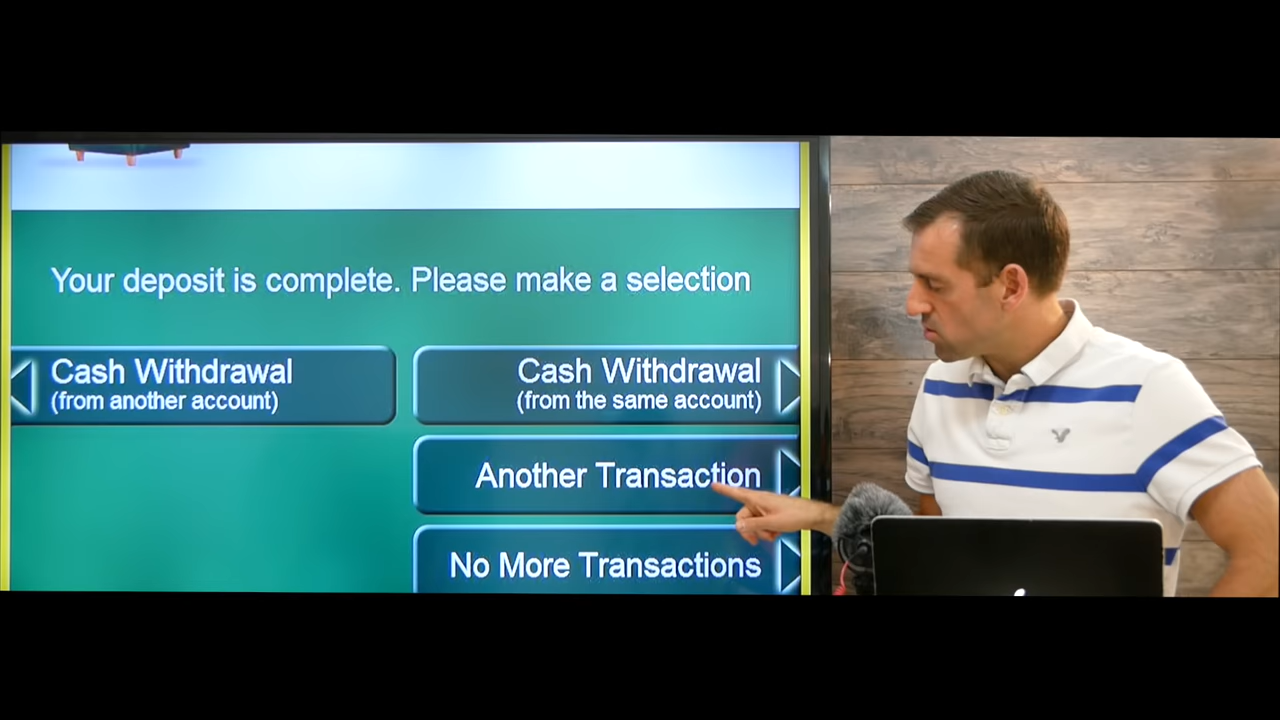 Your deposit is complete. Please make a selection
Cash Withdrawal
(from another account)
Cash Withdrawal
(from the same account)
Another Transaction
No More Transactions